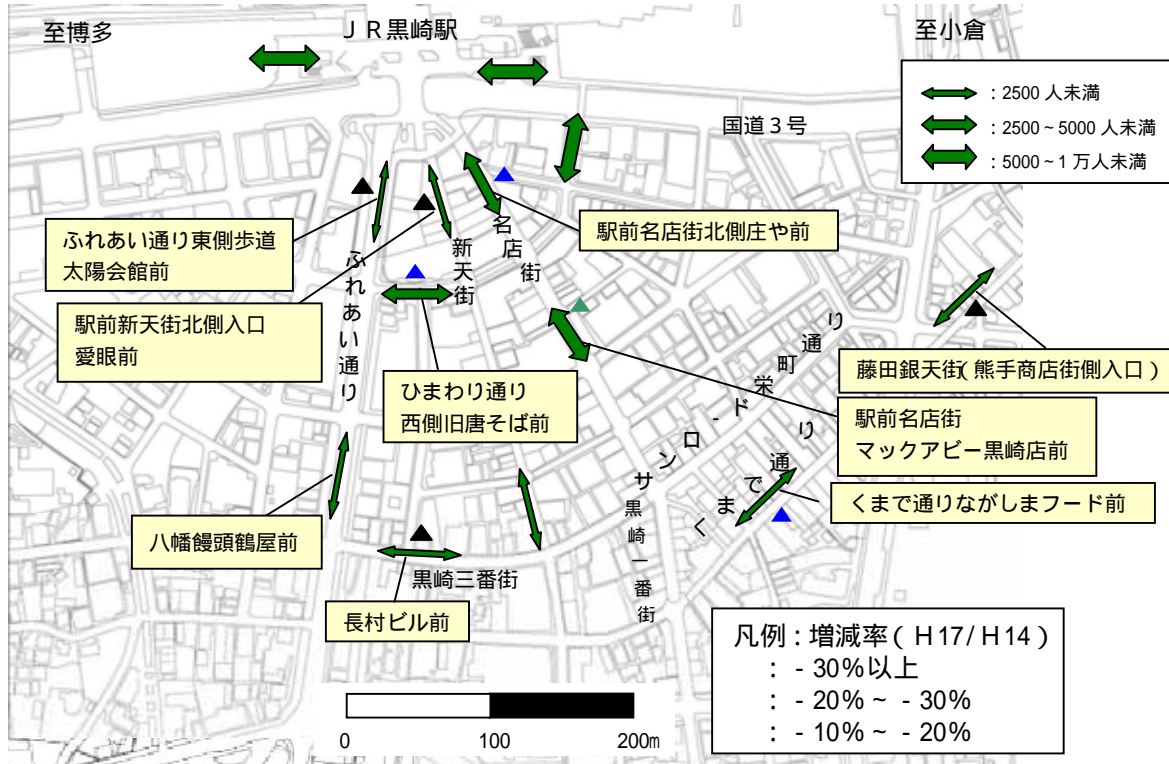 至博多
ＪＲ黒崎駅
至小倉
：2500 人未満
：2500～5000 人未満
：5000～1 万人未満
国道３号
ふれあい通り東側歩道
太陽会館前
駅前名店街北側庄や前
名店街
新天街
ふれあい通り
駅前新天街北側入口
愛眼前
ひまわり通り
西側旧唐そば前
藤田銀天街（熊手商店街側入口）
駅前名店街
マックアビー黒崎店前
サンロ-ド栄町通り
くまで通り
くまで通りながしまフード前
八幡饅頭鶴屋前
黒崎一番街
黒崎三番街
長村ビル前
凡例：増減率（Ｈ17/Ｈ14）
：－30％以上
：－20％～－30％
：－10％～－20％
0 100 200m